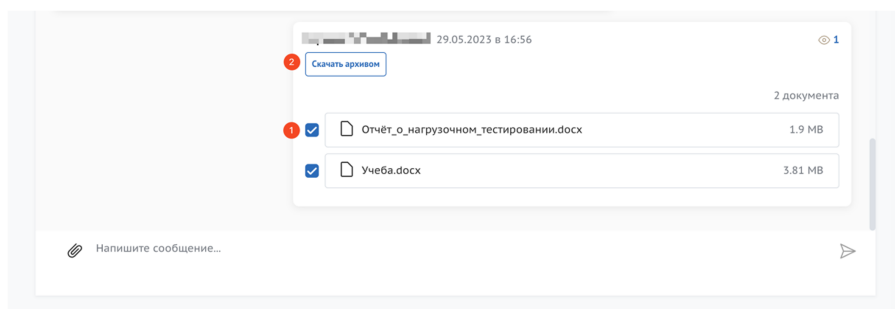 29.05.2023 в 16:56
1
2
Скачать архивом
2 документа
1
Отчёт_о_нагрузочном_тестировании.docx
1.9 MB
Учеба.docx
3.81 MB
Напишите сообщение...